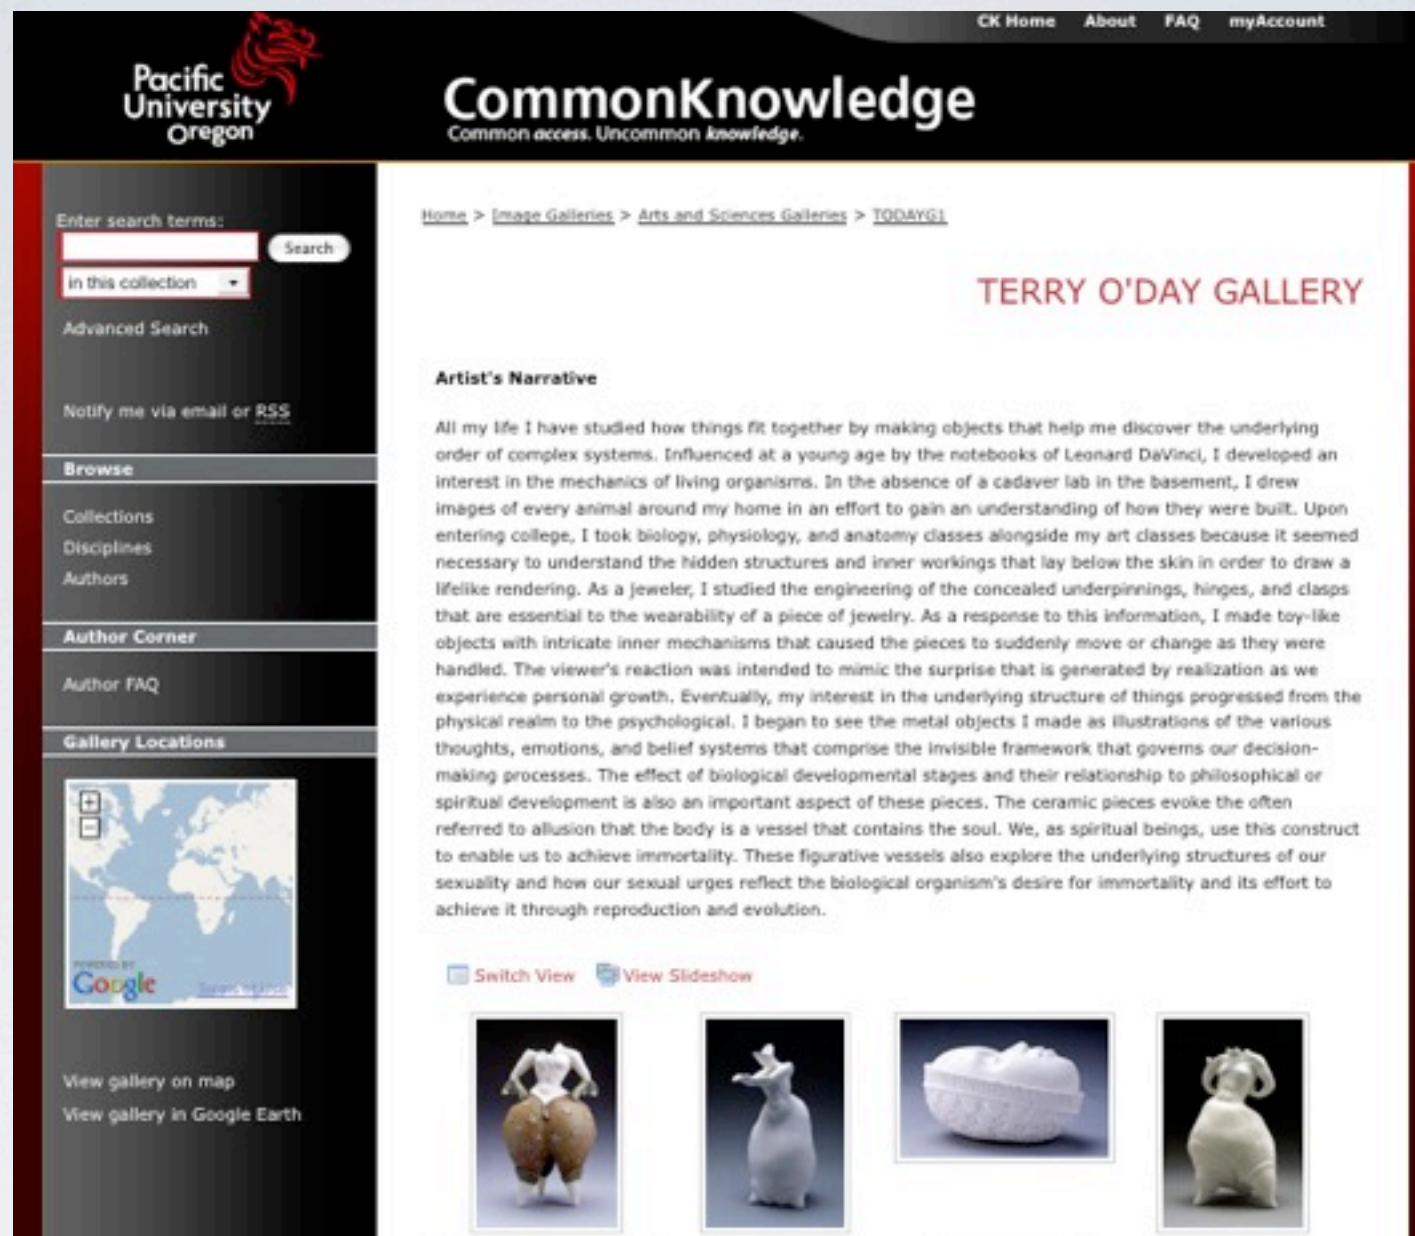 CK Home About FAQ myAccount
Pacific
University
Oregon
CommonKnowledge
Common access. Uncommon knowledge.
Enter search terms:
Search
in this collection
Advanced Search
Notify me via email or RSS
Browse
Collections
Disciplines
Authors
Author Corner
Author FAQ
Gallery Locations
+
−
POWERED BY
Google
View gallery on map
View gallery in Google Earth
Home > Image Galleries > Arts and Sciences Galleries > TODAYG1
TERRY O'DAY GALLERY
Artist's Narrative
All my life I have studied how things fit together by making objects that help me discover the underlying
order of complex systems. Influenced at a young age by the notebooks of Leonard DaVinci, I developed an
interest in the mechanics of living organisms. In the absence of a cadaver lab in the basement, I drew
images of every animal around my home in an effort to gain an understanding of how they were built. Upon
entering college, I took biology, physiology, and anatomy classes alongside my art classes because it seemed
necessary to understand the hidden structures and inner workings that lay below the skin in order to draw a
lifelike rendering. As a jeweler, I studied the engineering of the concealed underpinnings, hinges, and clasps
that are essential to the wearability of a piece of jewelry. As a response to this information, I made toy-like
objects with intricate inner mechanisms that caused the pieces to suddenly move or change as they were
handled. The viewer's reaction was intended to mimic the surprise that is generated by realization as we
experience personal growth. Eventually, my interest in the underlying structure of things progressed from the
physical realm to the psychological. I began to see the metal objects I made as illustrations of the various
thoughts, emotions, and belief systems that comprise the invisible framework that governs our decision-
making processes. The effect of biological developmental stages and their relationship to philosophical or
spiritual development is also an important aspect of these pieces. The ceramic pieces evoke the often
referred to allusion that the body is a vessel that contains the soul. We, as spiritual beings, use this construct
to enable us to achieve immortality. These figurative vessels also explore the underlying structures of our
sexuality and how our sexual urges reflect the biological organism's desire for immortality and its effort to
achieve it through reproduction and evolution.
Switch View View Slideshow